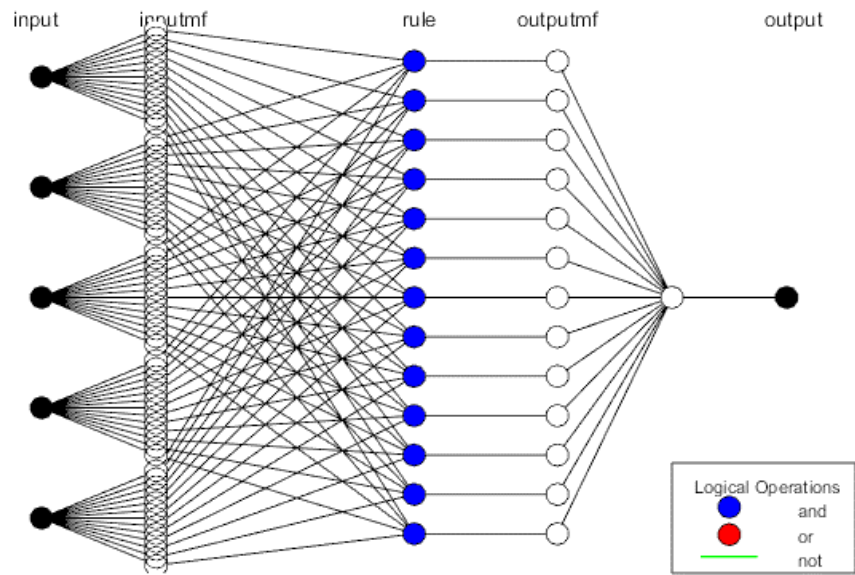 input inputmf rule outputmf output
Logical Operations
and
or
not